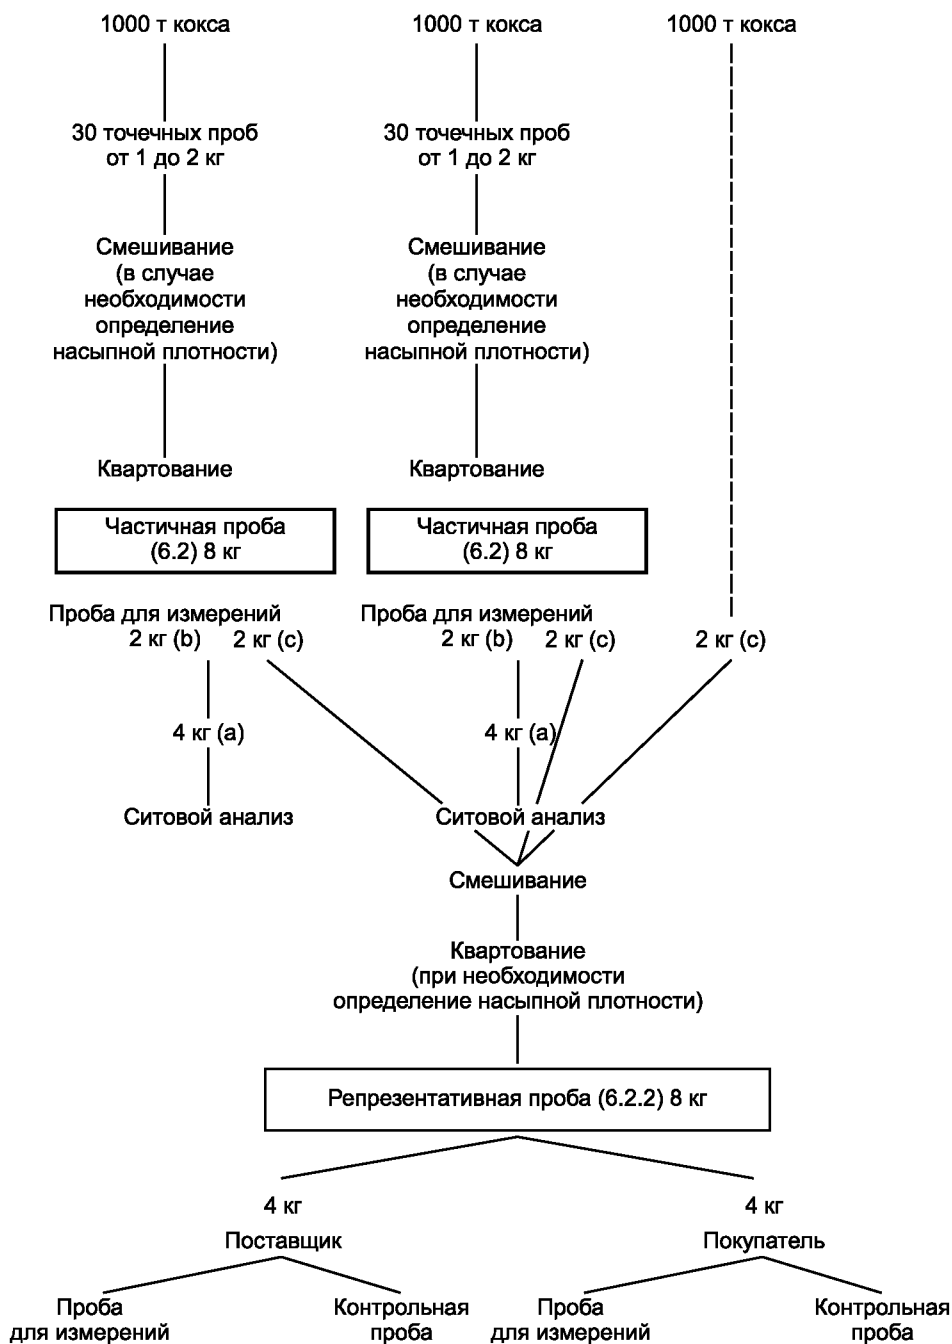 1000 т кокса
1000 т кокса
1000 т кокса
30 точечных проб
от 1 до 2 кг
30 точечных проб
от 1 до 2 кг
Смешивание
(в случае
необходимости
определение
насыпной плотности)
Смешивание
(в случае
необходимости
определение
насыпной плотности)
Квартование
Квартование
Частичная проба
(6.2) 8 кг
Частичная проба
(6.2) 8 кг
Проба для измерений
2 кг (b) 2 кг (c)
Проба для измерений
2 кг (b) 2 кг (c)
2 кг (c)
4 кг (a)
4 кг (a)
Ситовой анализ
Ситовой анализ
Смешивание
Квартование
(при необходимости
определение насыпной плотности)
Репрезентативная проба (6.2.2) 8 кг
4 кг
4 кг
Поставщик
Покупатель
Проба
для измерений
Контрольная
проба
Проба
для измерений
Контрольная
проба